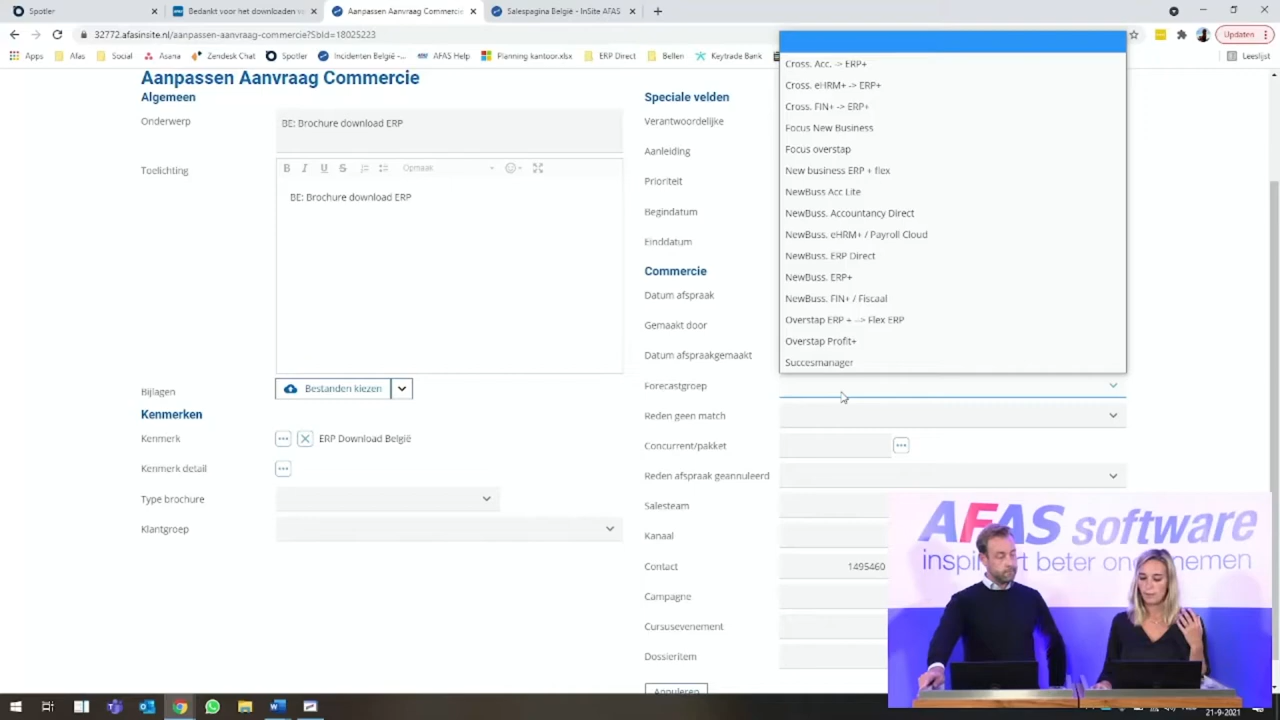 Spotler
Bedankt voor het downloaden vo
Aanpassen Aanvraag Commercie
Salespagina België - InSite AFAS
32772.afasinsite.nl/aanpassen-aanvraag-commercie?SbId=18025223
Updaten
Apps
Afas
Social
Asana
Zendesk Chat
Spotler
Incidenten België-...
AFAS Help
Planning kantoor.xlsx
ERP Direct
Bellen
Keytrade Bank
Leeslijst
Aanpassen Aanvraag Commercie
Algemeen
Onderwerp
BE: Brochure download ERP
Toelichting
B I U S
Opmaak
BE: Brochure download ERP
Bijlagen
Bestanden kiezen
Kenmerken
Kenmerk
ERP Download België
Kenmerk detail
Type brochure
Klantgroep
Speciale velden
Verantwoordelijke
Aanleiding
Prioriteit
Begindatum
Einddatum
Commercie
Datum afspraak
Gemaakt door
Datum afspraakgemaakt
Forecastgroep
Reden geen match
Concurrent/pakket
Reden afspraak geannuleerd
Salesteam
Kanaal
Contact
1495460
Campagne
Cursusevenement
Dossieritem
Annuleren
Cross. Acc. -> ERP+
Cross. eHRM+ -> ERP+
Cross. FIN+ -> ERP+
Focus New Business
Focus overstap
New business ERP + flex
NewBuss Acc Lite
NewBuss. Accountancy Direct
NewBuss. eHRM+ / Payroll Cloud
NewBuss. ERP Direct
NewBuss. ERP+
NewBuss. FIN+ / Fiscaal
Overstap ERP + --> Flex ERP
Overstap Profit+
Succesmanager
AFAS software
inspireert beter ondernemen
21-9-2021